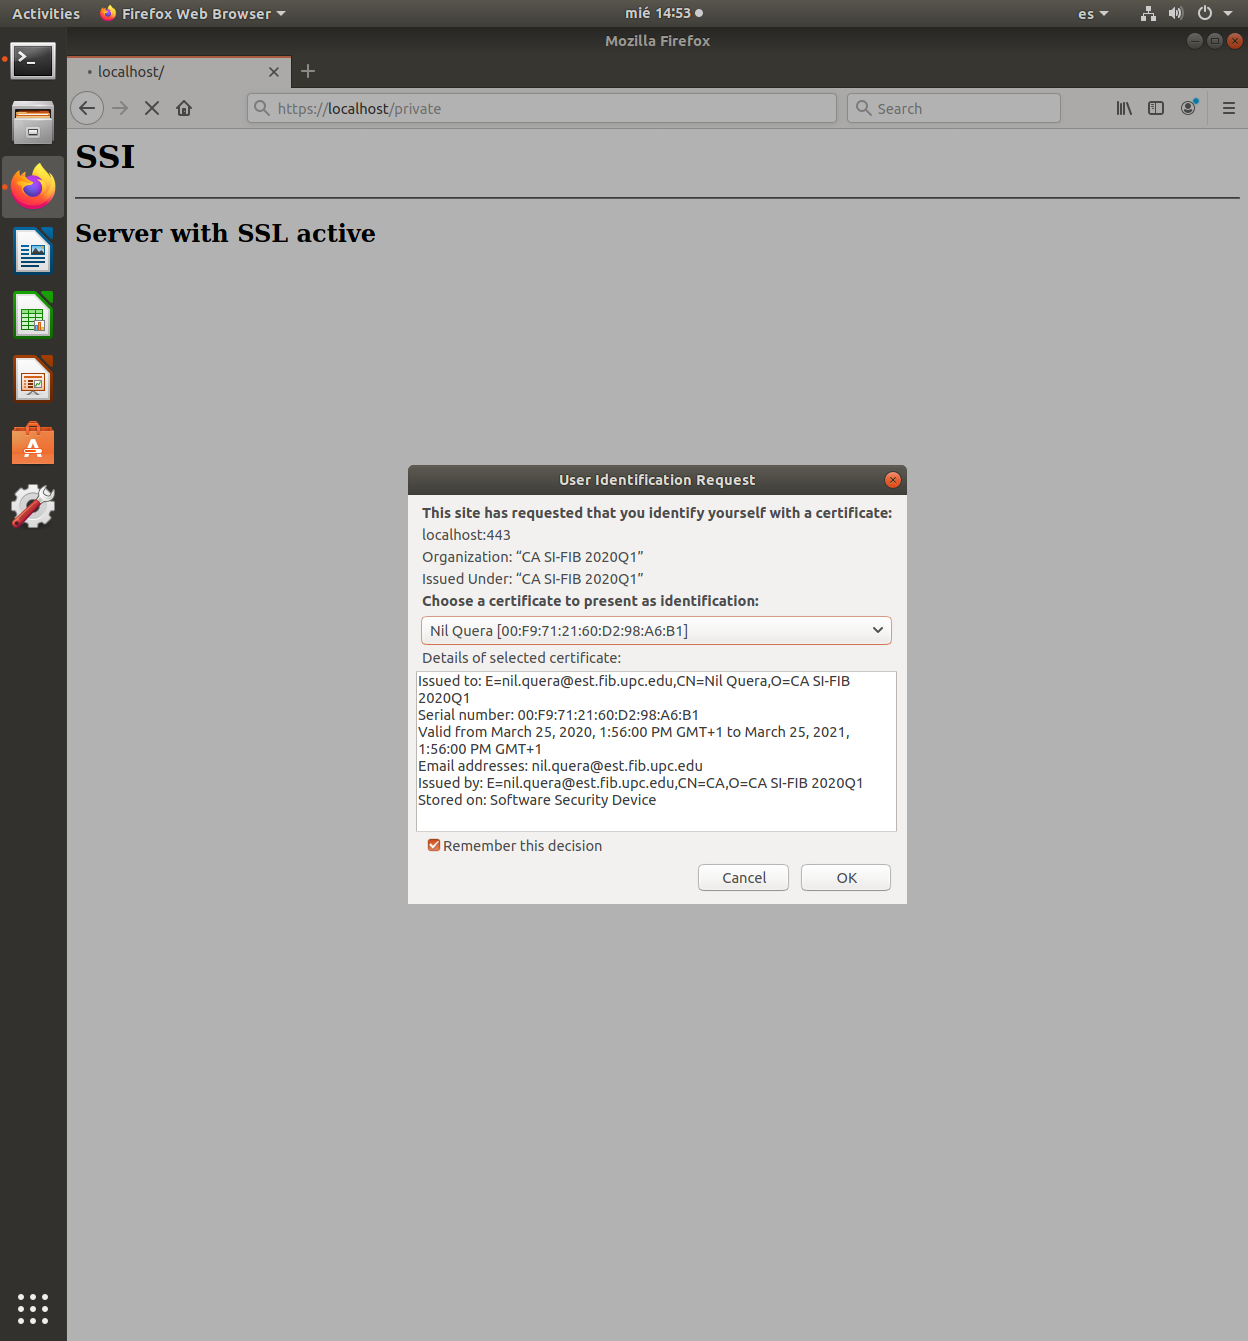 Activities Firefox Web Browser mié 14:53 es
Mozilla Firefox
localhost/
https://localhost/private Search
SSI
Server with SSL active
User Identification Request
This site has requested that you identify yourself with a certificate:
localhost:443
Organization: “CA SI-FIB 2020Q1”
Issued Under: “CA SI-FIB 2020Q1”
Choose a certificate to present as identification:
Nil Quera [00:F9:71:21:60:D2:98:A6:B1]
Details of selected certificate:
Issued to: E=nil.quera@est.fib.upc.edu,CN=Nil Quera,O=CA SI-FIB
2020Q1
Serial number: 00:F9:71:21:60:D2:98:A6:B1
Valid from March 25, 2020, 1:56:00 PM GMT+1 to March 25, 2021,
1:56:00 PM GMT+1
Email addresses: nil.quera@est.fib.upc.edu
Issued by: E=nil.quera@est.fib.upc.edu,CN=CA,O=CA SI-FIB 2020Q1
Stored on: Software Security Device
Remember this decision
Cancel OK